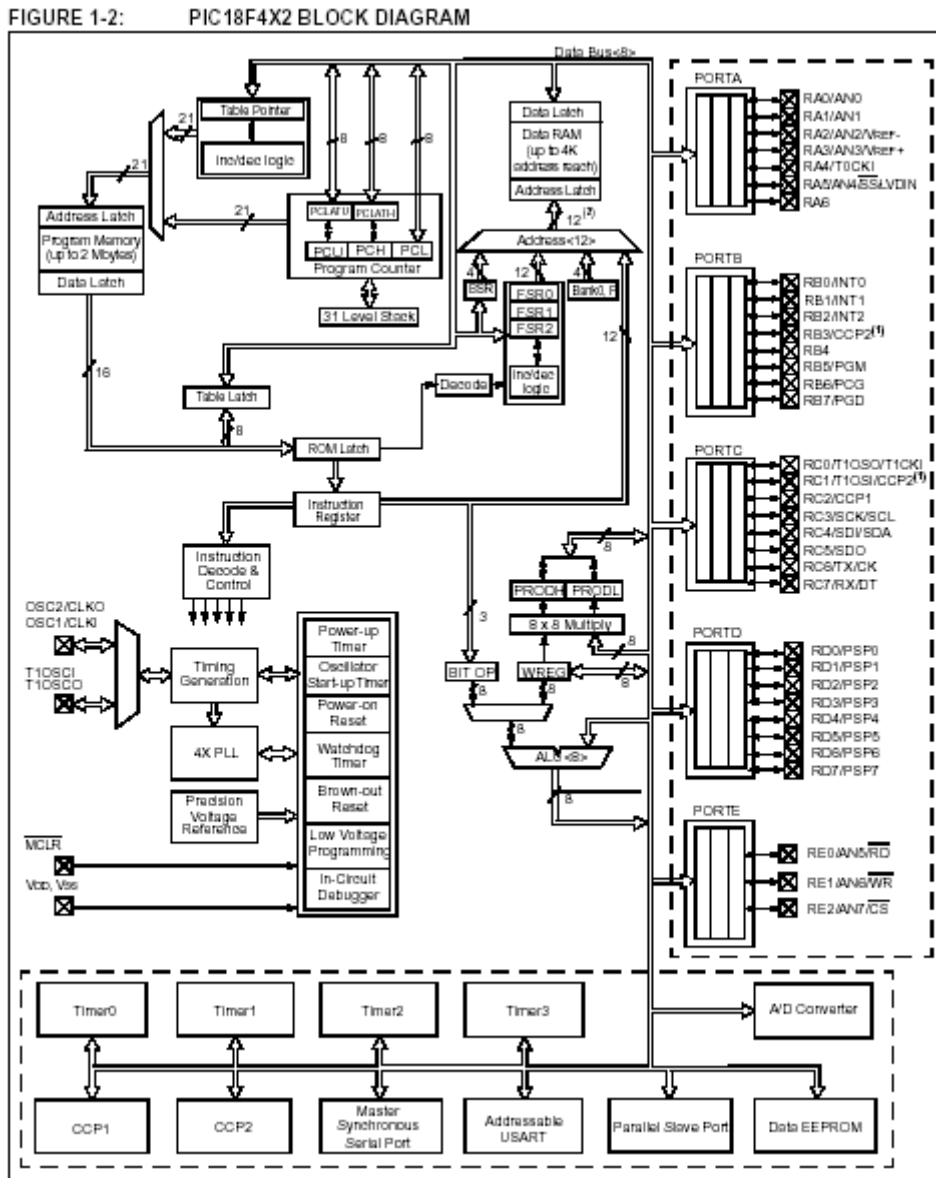 FIGURE 1-2: PIC18F4X2 BLOCK DIAGRAM
Data Bus<8>
21
Table Pointer
inc/dec logic
21
8
8
8
Data Latch
Data RAM
(up to 4K
address reach)
Address Latch
12(2)
Address<12>
4
12
4
BSR
FSR0
FSR1
FSR2
inc/dec
logic
Bank0, F
12
Address Latch
Program Memory
(up to 2 Mbytes)
Data Latch
21
PCLATU
PCLATH
PCU
PCH
PCL
Program Counter
31 Level Stack
16
Table Latch
8
Decode
ROM Latch
Instruction
Register
Instruction
Decode &
Control
OSC2/CLKO
OSC1/CLKI
T1OSCI
T1OSCO
Timing
Generation
4X PLL
Precision
Voltage
Reference
MCLR
VDD, VSS
Power-up
Timer
Oscillator
Start-up Timer
Power-on
Reset
Watchdog
Timer
Brown-out
Reset
Low Voltage
Programming
In-Circuit
Debugger
3
8
PRODH
PRODL
8 x 8 Multiply
8
BIT OP
WREG
8
8
8
8
ALU<8>
8
PORTA
RA0/AN0
RA1/AN1
RA2/AN2/VREF-
RA3/AN3/VREF+
RA4/T0CKI
RA5/AN4/SS/LVDIN
RA6
PORTB
RB0/INT0
RB1/INT1
RB2/INT2
RB3/CCP2(1)
RB4
RB5/PGM
RB6/PCG
RB7/PGD
PORTC
RC0/T1OSO/T1CKI
RC1/T1OSI/CCP2(1)
RC2/CCP1
RC3/SCK/SCL
RC4/SDI/SDA
RC5/SDO
RC6/TX/CK
RC7/RX/DT
PORTD
RD0/PSP0
RD1/PSP1
RD2/PSP2
RD3/PSP3
RD4/PSP4
RD5/PSP5
RD6/PSP6
RD7/PSP7
PORTE
RE0/AN5/RD
RE1/AN6/WR
RE2/AN7/CS
Timer0
Timer1
Timer2
Timer3
A/D Converter
CCP1
CCP2
Master
Synchronous
Serial Port
Addressable
USART
Parallel Slave Port
Data EEPROM